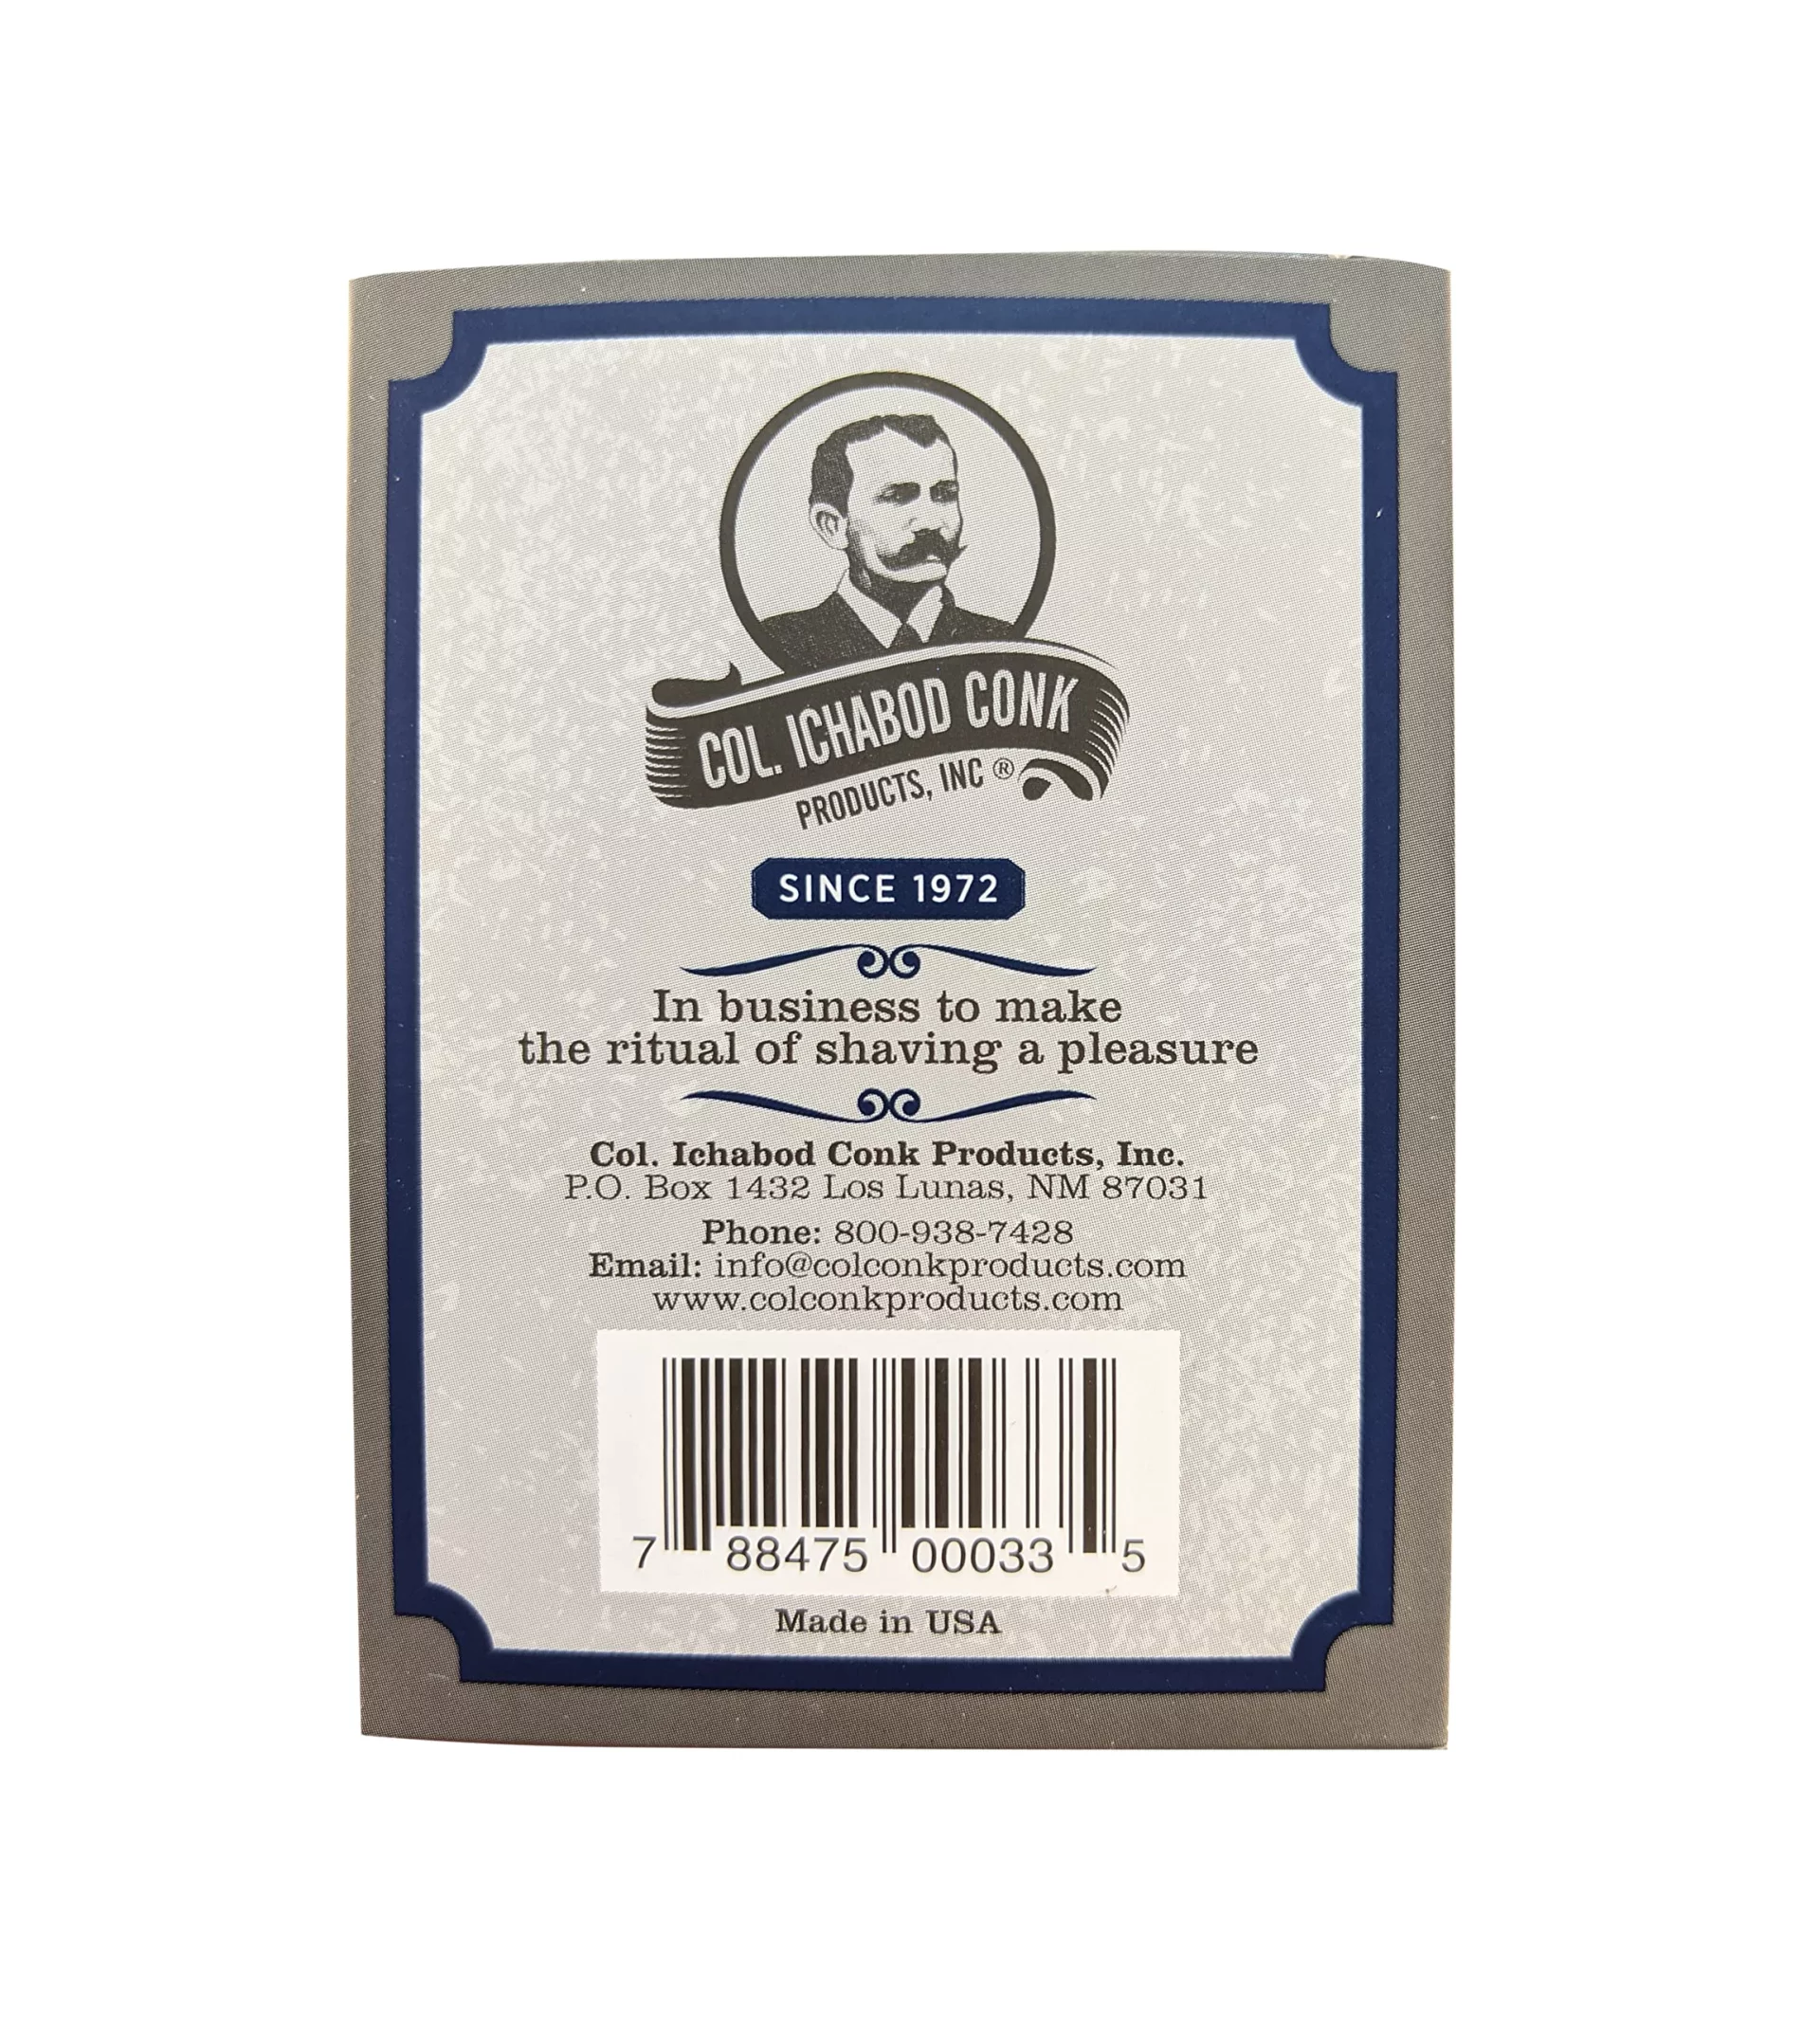 COL. ICHABOD CONK
PRODUCTS, INC ®
SINCE 1972
In business to make
the ritual of shaving a pleasure
Col. Ichabod Conk Products, Inc.
P.O. Box 1432 Los Lunas, NM 87031
Phone: 800-938-7428
Email: info@colconkproducts.com
www.colconkproducts.com
7 88475 00033 5
Made in USA